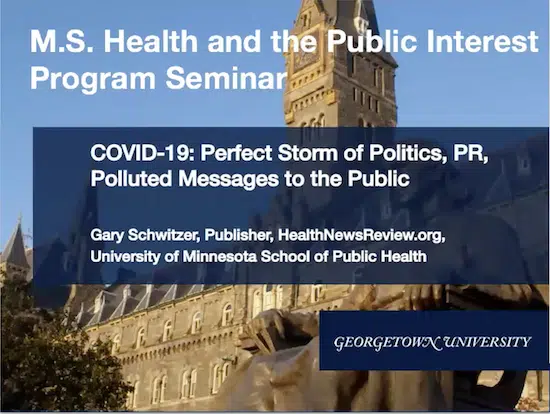 M.S. Health and the Public Interest
Program Seminar
COVID-19: Perfect Storm of Politics, PR,
Polluted Messages to the Public
Gary Schwitzer, Publisher, HealthNewsReview.org,
University of Minnesota School of Public Health
GEORGETOWN UNIVERSITY